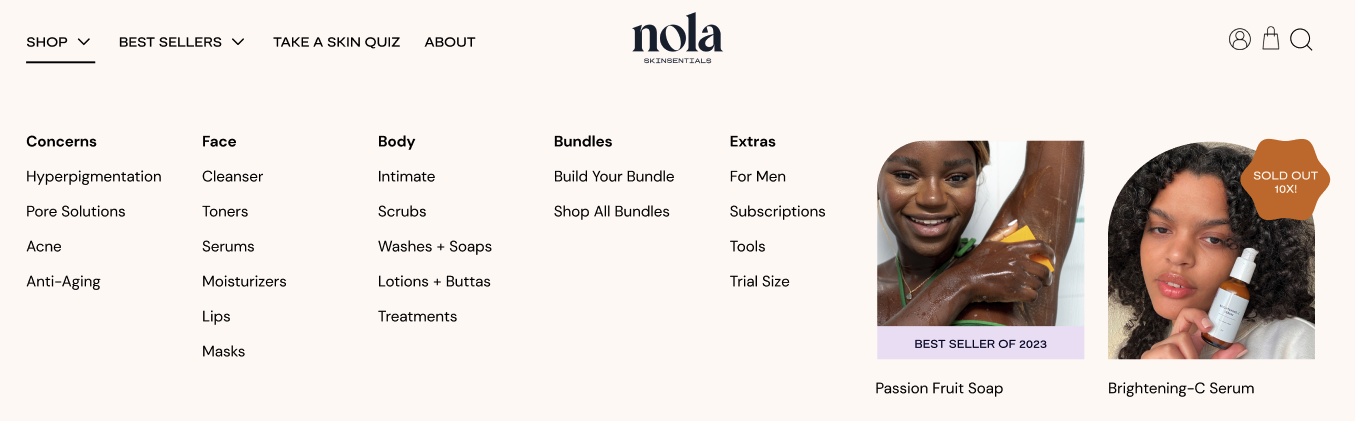 SHOP
BEST SELLERS
TAKE A SKIN QUIZ
ABOUT
nola
SKINSENTIALS
Concerns
Hyperpigmentation
Pore Solutions
Acne
Anti-Aging
Face
Cleanser
Toners
Serums
Moisturizers
Lips
Masks
Body
Intimate
Scrubs
Washes + Soaps
Lotions + Buttas
Treatments
Bundles
Build Your Bundle
Shop All Bundles
Extras
For Men
Subscriptions
Tools
Trial Size
BEST SELLER OF 2023
Passion Fruit Soap
SOLD OUT
10X!
Brightening-C Serum